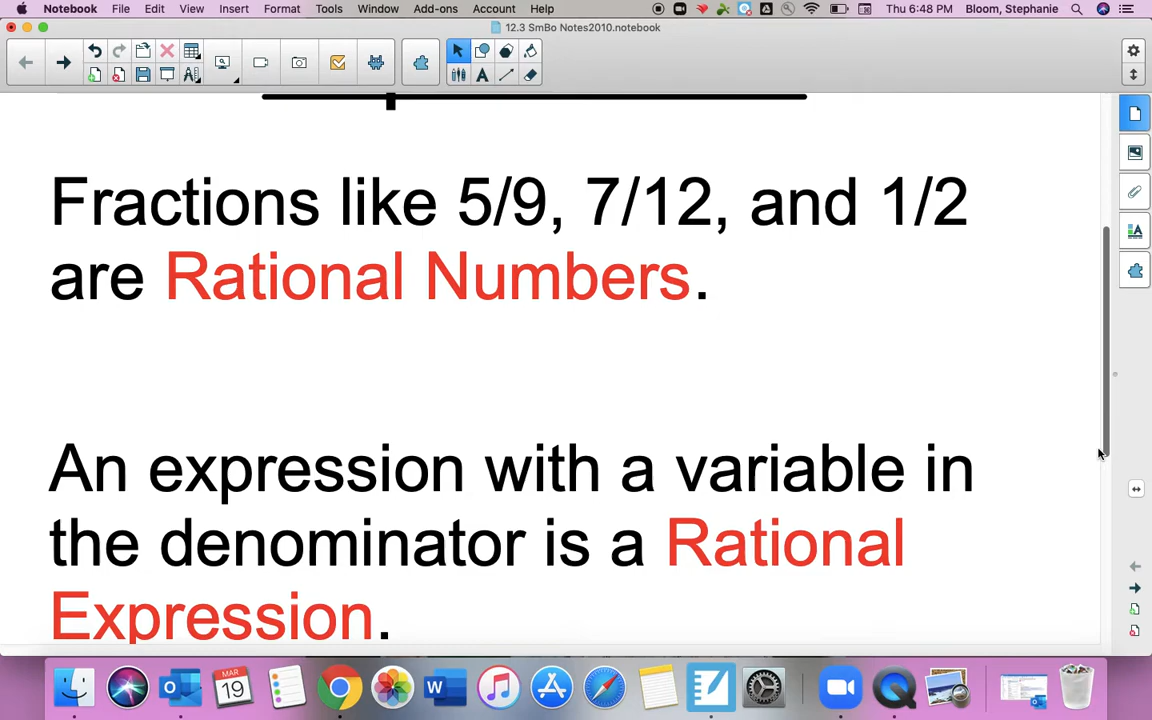 Notebook File Edit View Insert Format Tools Window Add-ons Account Help Thu 6:48 PM Bloom, Stephanie
12.3 SmBo Notes2010.notebook
Fractions like 5/9, 7/12, and 1/2
are Rational Numbers.
An expression with a variable in
the denominator is a Rational
Expression.
MAR
19